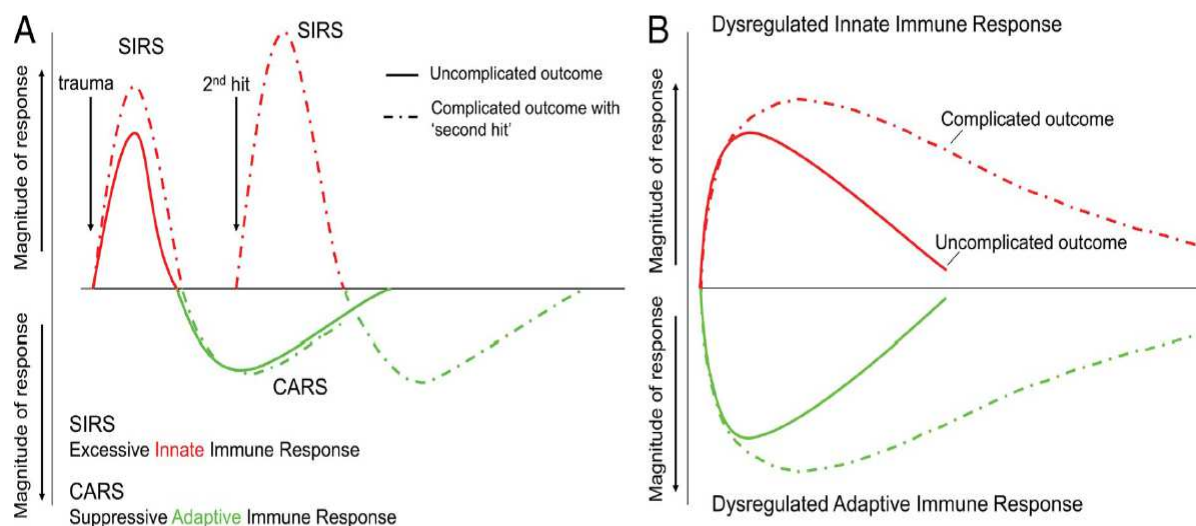 A
SIRS
SIRS
trauma
2nd hit
Uncomplicated outcome
Complicated outcome with
'second hit'
Magnitude of response
Magnitude of response
CARS
SIRS
Excessive Innate Immune Response
CARS
Suppressive Adaptive Immune Response
B
Dysregulated Innate Immune Response
Complicated outcome
Uncomplicated outcome
Magnitude of response
Magnitude of response
Dysregulated Adaptive Immune Response